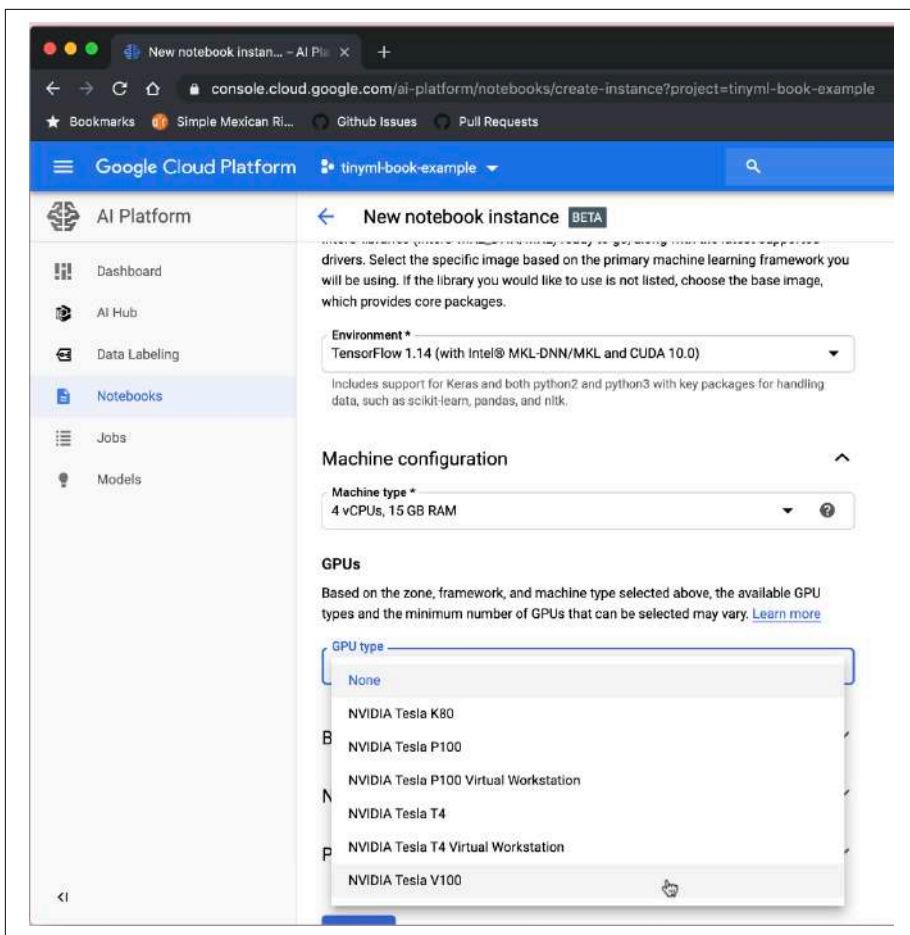 New notebook instan... – AI Pla
console.cloud.google.com/ai-platform/notebooks/create-instance?project=tinyml-book-example
Bookmarks Simple Mexican Ri... Github Issues Pull Requests
Google Cloud Platform tinyml-book-example
AI Platform
Dashboard
AI Hub
Data Labeling
Notebooks
Jobs
Models
New notebook instance BETA
drivers. Select the specific image based on the primary machine learning framework you
will be using. If the library you would like to use is not listed, choose the base image,
which provides core packages.
Environment *
TensorFlow 1.14 (with Intel® MKL-DNN/MKL and CUDA 10.0)
Includes support for Keras and both python2 and python3 with key packages for handling
data, such as scikit-learn, pandas, and nltk.
Machine configuration
Machine type *
4 vCPUs, 15 GB RAM
GPUs
Based on the zone, framework, and machine type selected above, the available GPU
types and the minimum number of GPUs that can be selected may vary. Learn more
GPU type
None
NVIDIA Tesla K80
B
NVIDIA Tesla P100
NVIDIA Tesla P100 Virtual Workstation
N
NVIDIA Tesla T4
NVIDIA Tesla T4 Virtual Workstation
P
NVIDIA Tesla V100